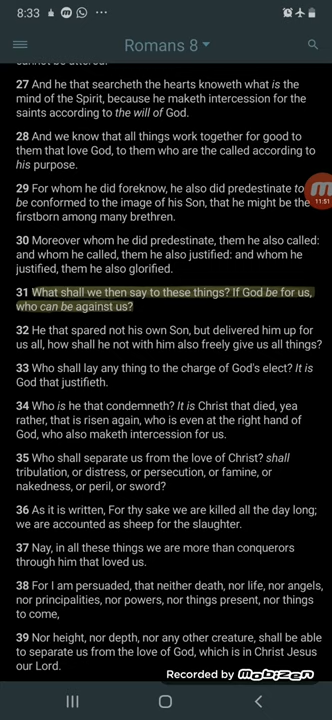 8:33
Romans 8
cannot be uttered.
27 And he that searcheth the hearts knoweth what is the
mind of the Spirit, because he maketh intercession for the
saints according to the will of God.
28 And we know that all things work together for good to
them that love God, to them who are the called according to
his purpose.
29 For whom he did foreknow, he also did predestinate to
be conformed to the image of his Son, that he might be the
firstborn among many brethren.
11:51
30 Moreover whom he did predestinate, them he also called:
and whom he called, them he also justified: and whom he
justified, them he also glorified.
31 What shall we then say to these things? If God be for us,
who can be against us?
32 He that spared not his own Son, but delivered him up for
us all, how shall he not with him also freely give us all things?
33 Who shall lay any thing to the charge of God's elect? It is
God that justifieth.
34 Who is he that condemneth? It is Christ that died, yea
rather, that is risen again, who is even at the right hand of
God, who also maketh intercession for us.
35 Who shall separate us from the love of Christ? shall
tribulation, or distress, or persecution, or famine, or
nakedness, or peril, or sword?
36 As it is written, For thy sake we are killed all the day long;
we are accounted as sheep for the slaughter.
37 Nay, in all these things we are more than conquerors
through him that loved us.
38 For I am persuaded, that neither death, nor life, nor angels,
nor principalities, nor powers, nor things present, nor things
to come,
39 Nor height, nor depth, nor any other creature, shall be able
to separate us from the love of God, which is in Christ Jesus
our Lord.
Recorded by Mobizen